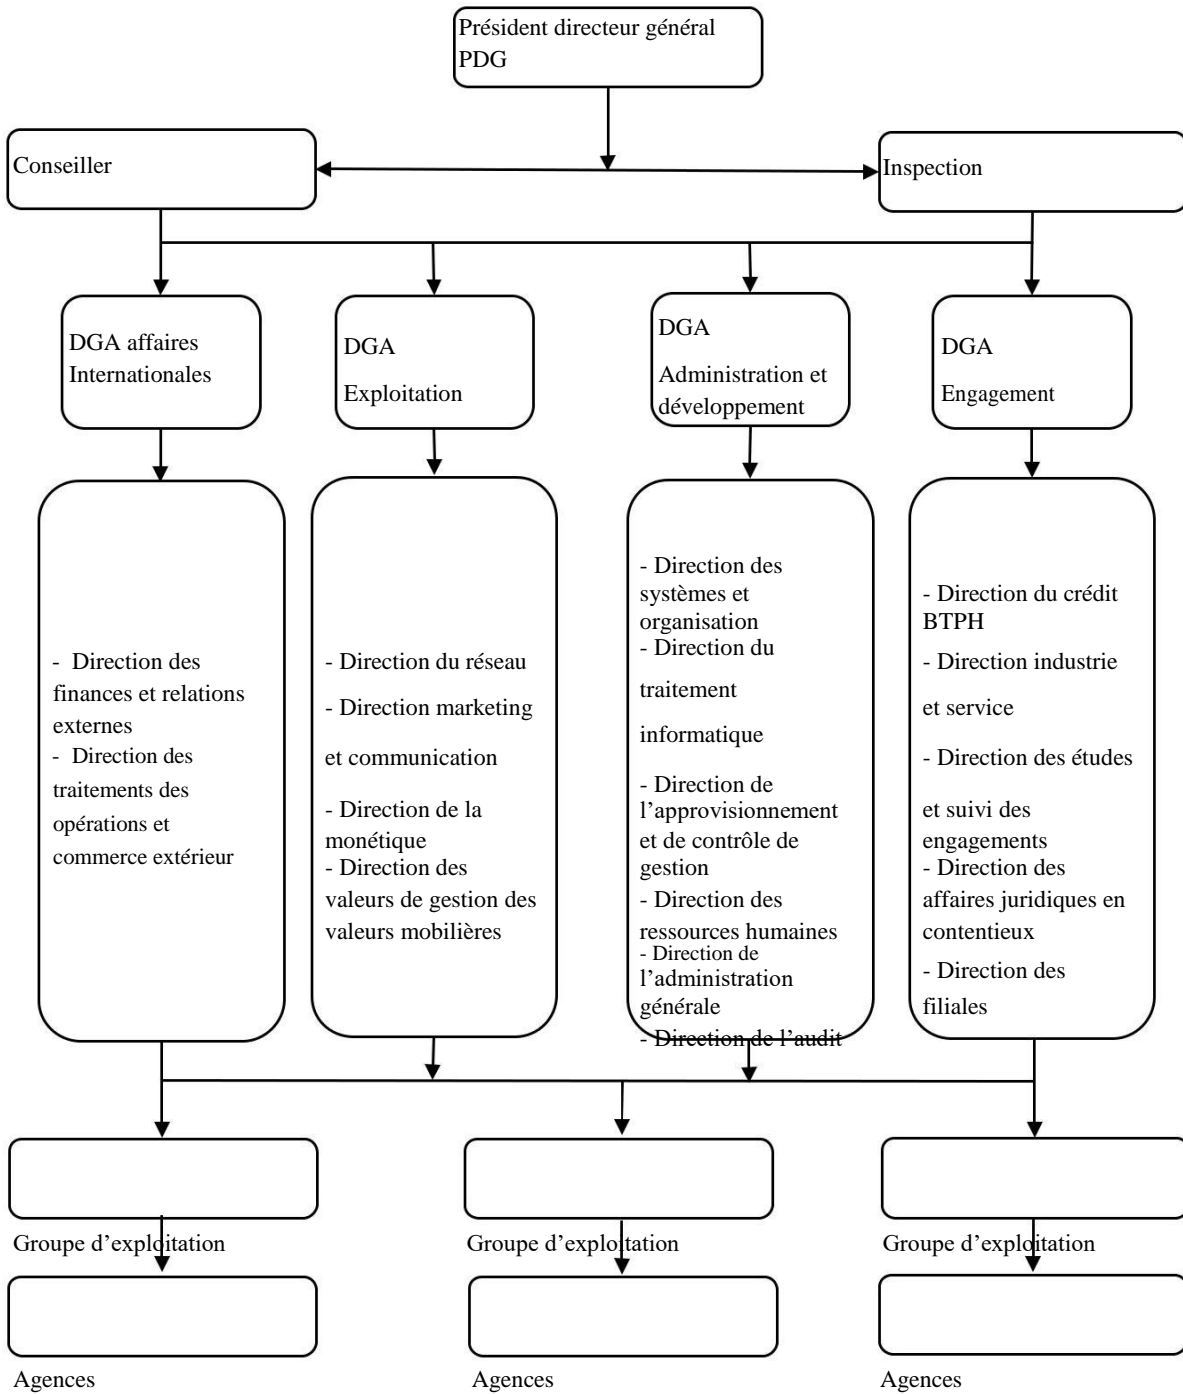 Président directeur général
PDG
Conseiller
Inspection
DGA affaires
Internationales
DGA
Exploitation
DGA
Administration et
développement
DGA
Engagement
- Direction des
finances et relations
externes
- Direction des
traitements des
opérations et
commerce extérieur
- Direction du réseau
- Direction marketing
et communication
- Direction de la
monétique
- Direction des
valeurs de gestion des
valeurs mobilières
- Direction des
systèmes et
organisation
- Direction du
traitement
informatique
- Direction de
l’approvisionnement
et de contrôle de
gestion
- Direction des
ressources humaines
- Direction de
l’administration
générale
- Direction de l’audit
- Direction du crédit
BTPH
- Direction industrie
et service
- Direction des études
et suivi des
engagements
- Direction des
affaires juridiques en
contentieux
- Direction des
filiales
Groupe d’exploitation
Groupe d’exploitation
Groupe d’exploitation
Agences
Agences
Agences